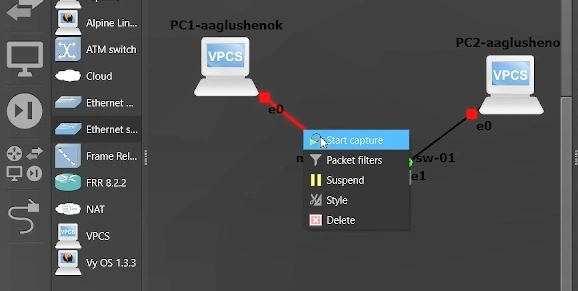 Alpine Lin...
ATM switch
Cloud
Ethernet ...
Ethernet s...
Frame Rel...
FRR 8.2.2
NAT
VPCS
Vy OS 1.3.3
PC1-aaglushenok
VPCS
e0
PC2-aaglusheno
VPCS
e0
Start capture
Packet filters
Suspend
Style
Delete
sw-01
e1